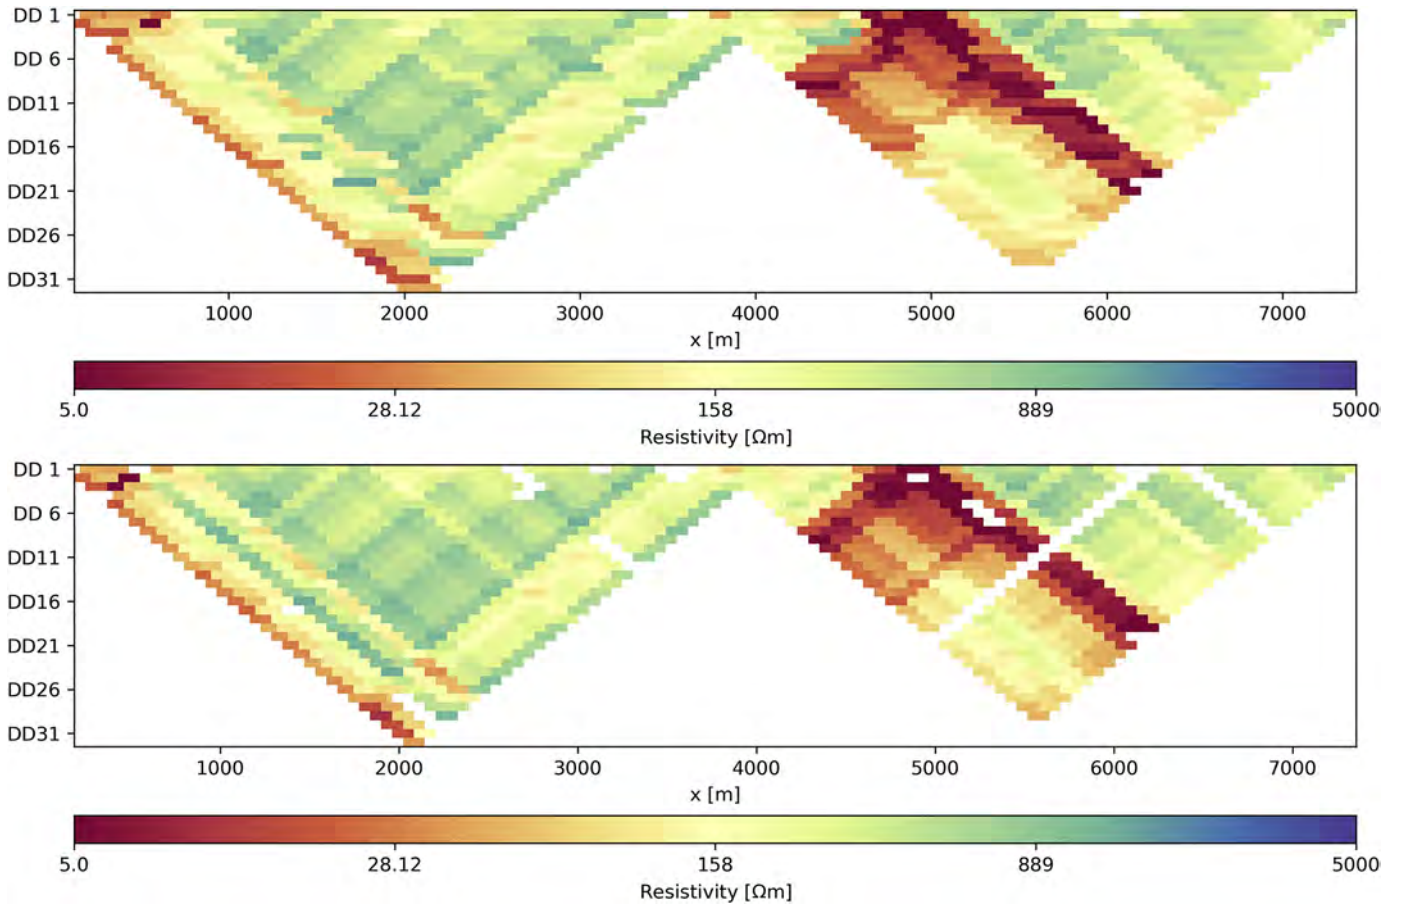 DD 1
DD 6
DD11
DD16
DD21
DD26
DD31
1000 2000 3000 4000 5000 6000 7000
x [m]
5.0 28.12 158 889 5000
Resistivity [Ωm]
DD 1
DD 6
DD11
DD16
DD21
DD26
DD31
1000 2000 3000 4000 5000 6000 7000
x [m]
5.0 28.12 158 889 5000
Resistivity [Ωm]